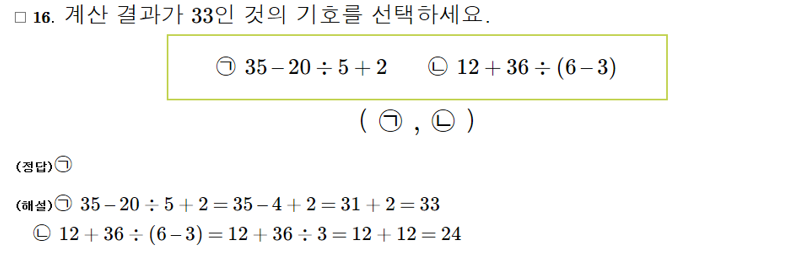 □ 16. 계산 결과가 33인 것의 기호를 선택하세요.
㉠ 35-20÷5+2 ㉡ 12+36÷(6-3)
( ㉠ , ㉡ )
(정답)㉠
(해설)㉠ 35-20÷5+2=35-4+2=31+2=33
㉡ 12+36÷(6-3)=12+36÷3=12+12=24